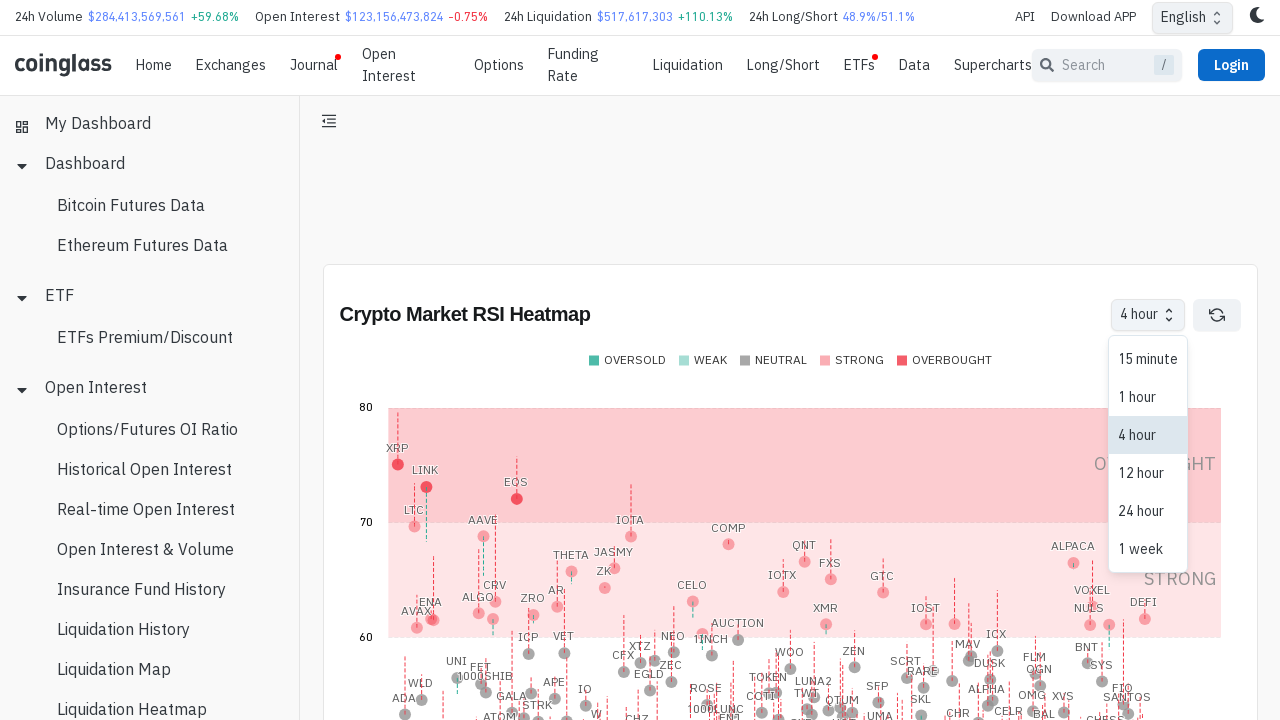 24h Volume $284,413,569,561 +59.68% Open Interest $123,156,473,824 -0.75% 24h Liquidation $517,617,303 +110.13% 24h Long/Short 48.9%/51.1% API Download APP English
coinglass Home Exchanges Journal Open Interest Options Funding Rate Liquidation Long/Short ETFs Data Supercharts Search / Login
My Dashboard
Dashboard
Bitcoin Futures Data
Ethereum Futures Data
ETF
ETFs Premium/Discount
Open Interest
Options/Futures OI Ratio
Historical Open Interest
Real-time Open Interest
Open Interest & Volume
Insurance Fund History
Liquidation History
Liquidation Map
Liquidation Heatmap
Crypto Market RSI Heatmap
4 hour
15 minute
1 hour
4 hour
12 hour
24 hour
1 week
OVERSOLD WEAK NEUTRAL STRONG OVERBOUGHT
80
XRP
LINK
EOS
70
LTC
AAVE
IOTA
COMP
THETA
JASMY
QNT
ALPACA
ZK
FXS
IOTX
GTC
STRONG
CRV
AR
CELO
VOXEL
ALGO
ENA
ZRO
AVAX
XMR
IOST
NULS
DEFI
60
ICP
VET
NEO
1INCH
AUCTION
ICX
XTZ
WOO
ZEN
MAV
BNT
UNI
FET
CFX
ZEC
SCRT
DUSK
FLM
SYS
1000SHIB
EGLD
TOKEN
OGN
WLD
APE
IO
ROSE
LUNA2
SFP
ALPHA
FIO
ADA
GALA
COTI
TWT
QTUM
SKL
OMG
XVS
SANTOS
STRK
1000LUNC
UMA
CHR
CELR
BAL
ATOM
CHZ